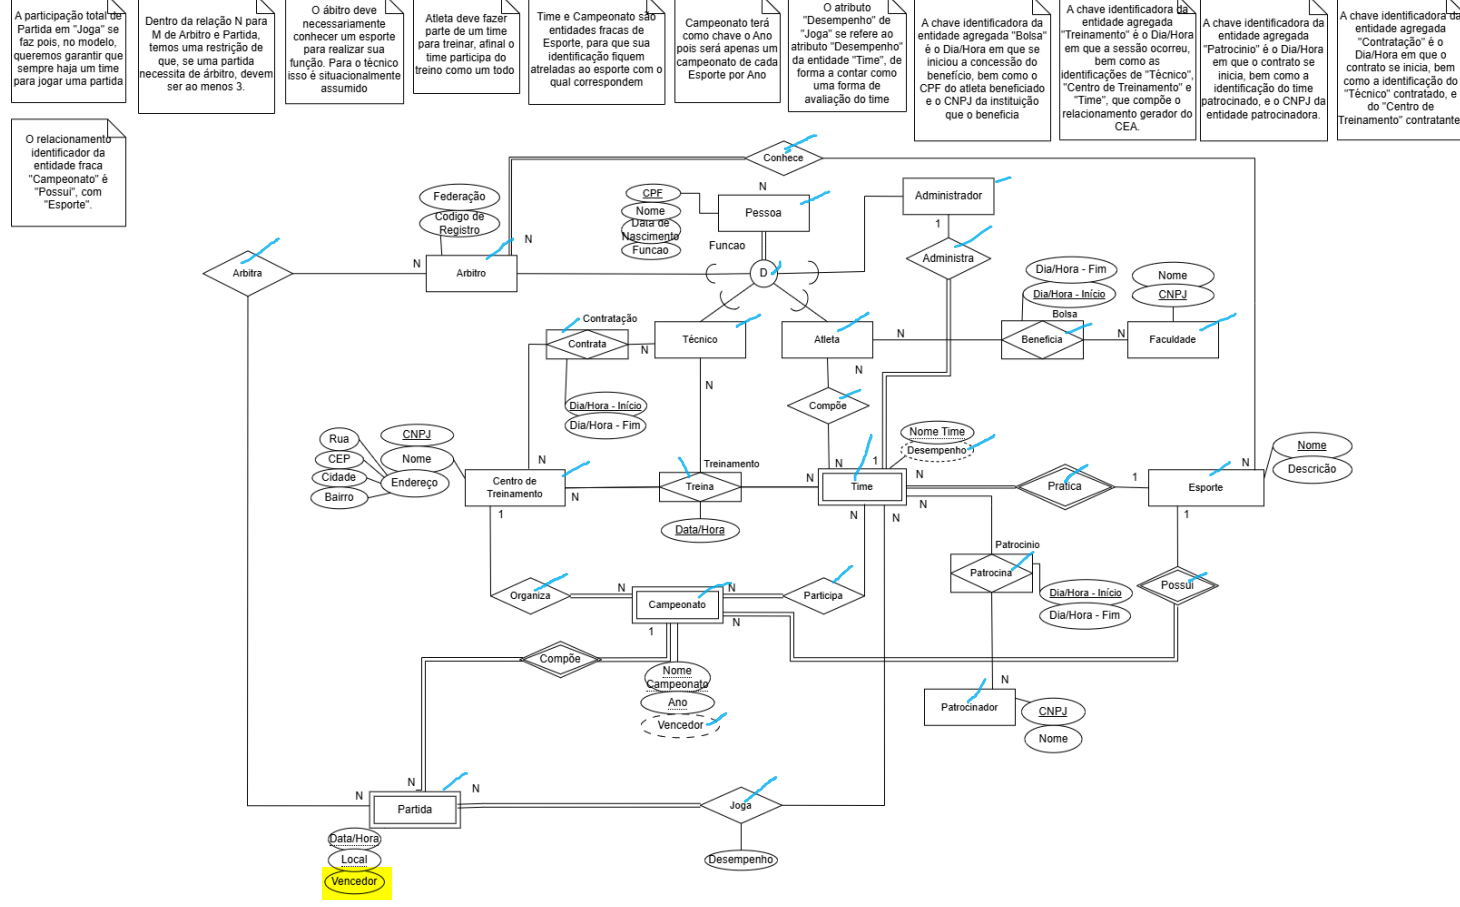 A participação total de
Partida em "Joga" se
faz pois, no modelo,
queremos garantir que
sempre haja um time
para jogar uma partida
Dentro da relação N para
M de Arbitro e Partida,
temos uma restrição de
que, se uma partida
necessita de árbitro, devem
ser ao menos 3.
O ábitro deve
necessariamente
conhecer um esporte
para realizar sua
função. Para o técnico
isso é situacionalmente
assumido
Atleta deve fazer
parte de um time
para treinar, afinal o
time participa do
treino como um todo
Time e Campeonato são
entidades fracas de
Esporte, para que sua
identificação fiquem
atreladas ao esporte com o
qual correspondem
Campeonato terá
como chave o Ano
pois será apenas um
campeonato de cada
Esporte por Ano
O atributo
"Desempenho" de
"Joga" se refere ao
atributo "Desempenho"
da entidade "Time", de
forma a contar como
uma forma de
avaliação do time
A chave identificadora da
entidade agregada "Bolsa"
é o Dia/Hora em que se
iniciou a concessão do
benefício, bem como o
CPF do atleta beneficiado
e o CNPJ da instituição
que o beneficia
A chave identificadora da
entidade agregada
"Treinamento" é o Dia/Hora
em que a sessão ocorreu,
bem como as
identificações de "Técnico",
"Centro de Treinamento" e
"Time", que compõe o
relacionamento gerador do
CEA.
A chave identificadora da
entidade agregada
"Patrocinio" é o Dia/Hora
em que o contrato se
inicia, bem como a
identificação do time
patrocinado, e o CNPJ da
entidade patrocinadora.
A chave identificadora da
entidade agregada
"Contratação" é o
Dia/Hora em que o
contrato se inicia, bem
como a identificação do
"Técnico" contratado, e
do "Centro de
Treinamento" contratante
O relacionamento
identificador da
entidade fraca
"Campeonato" é
"Possuí", com
"Esporte".
Conhece
N
Federação
Codigo de
Registro
CPF
Nome
Data de
Nascimento
Funcao
Pessoa
Administrador
1
Funcao
N
Arbitra
N
Arbitro
D
Administra
Dia/Hora - Fim
Dia/Hora - Início
Nome
CNPJ
Contratação
Bolsa
Contrata
N
Técnico
Atleta
N
Beneficia
N
Faculdade
N
N
Dia/Hora - Início
Dia/Hora - Fim
Compõe
Rua
CEP
Cidade
Bairro
CNPJ
Nome
Endereço
Nome Time
Desempenho
Nome
Descrição
N
Treinamento
N
1
N
N
Centro de
Treinamento
N
Treina
Time
Pratica
1
Esporte
1
Data/Hora
N
N
N
1
Patrocinio
Patrocina
Possuí
Organiza
N
Campeonato
N
Participa
Dia/Hora - Início
Dia/Hora - Fim
1
N
Compõe
Nome
Campeonato
Ano
Vencedor
N
Patrocinador
CNPJ
Nome
N
N
N
Partida
Joga
Data/Hora
Local
Vencedor
Desempenho